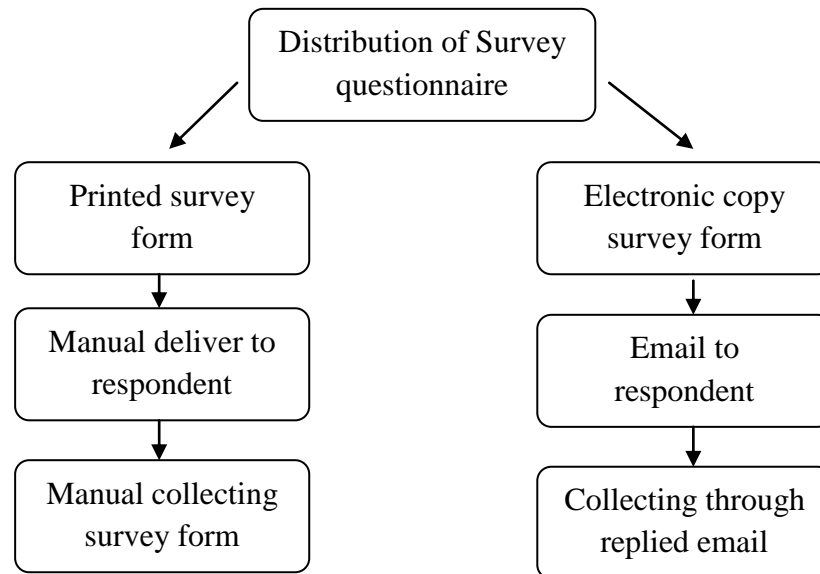 Distribution of Survey
questionnaire
Printed survey
form
Manual deliver to
respondent
Manual collecting
survey form
Electronic copy
survey form
Email to
respondent
Collecting through
replied email